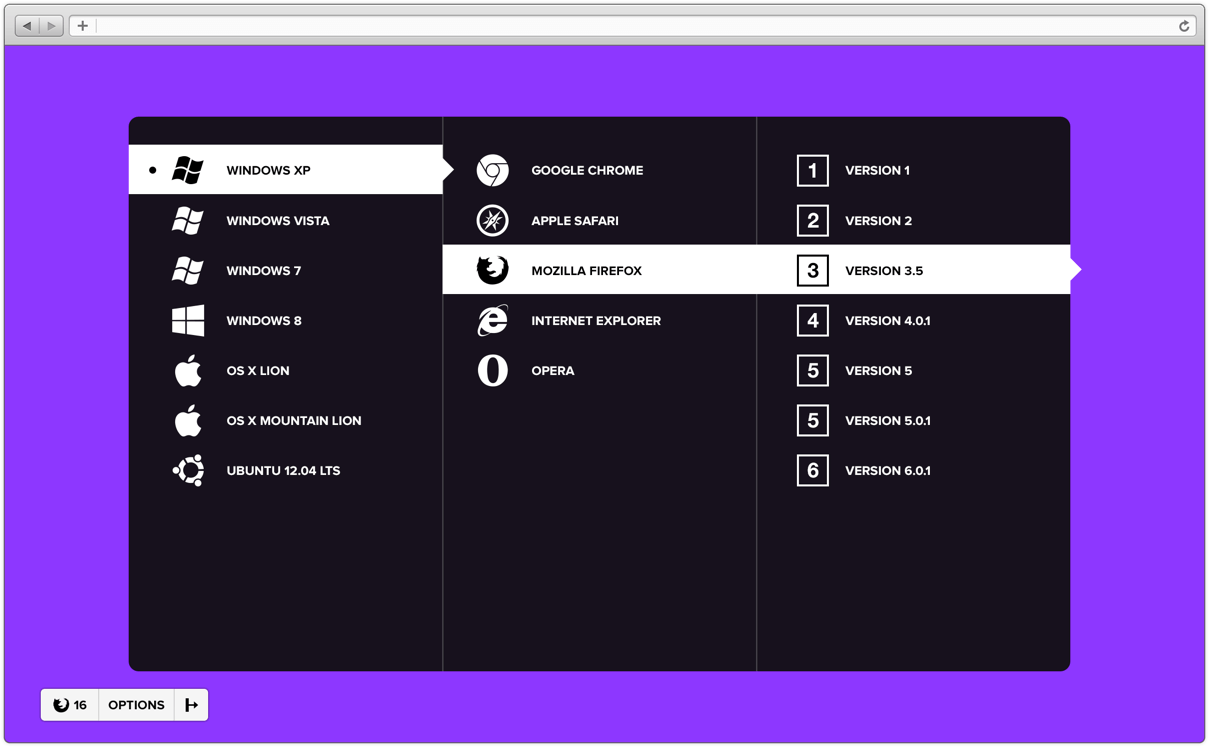 WINDOWS XP
WINDOWS VISTA
WINDOWS 7
WINDOWS 8
OS X LION
OS X MOUNTAIN LION
UBUNTU 12.04 LTS
GOOGLE CHROME
APPLE SAFARI
MOZILLA FIREFOX
INTERNET EXPLORER
OPERA
1 VERSION 1
2 VERSION 2
3 VERSION 3.5
4 VERSION 4.0.1
5 VERSION 5
5 VERSION 5.0.1
6 VERSION 6.0.1
16 OPTIONS